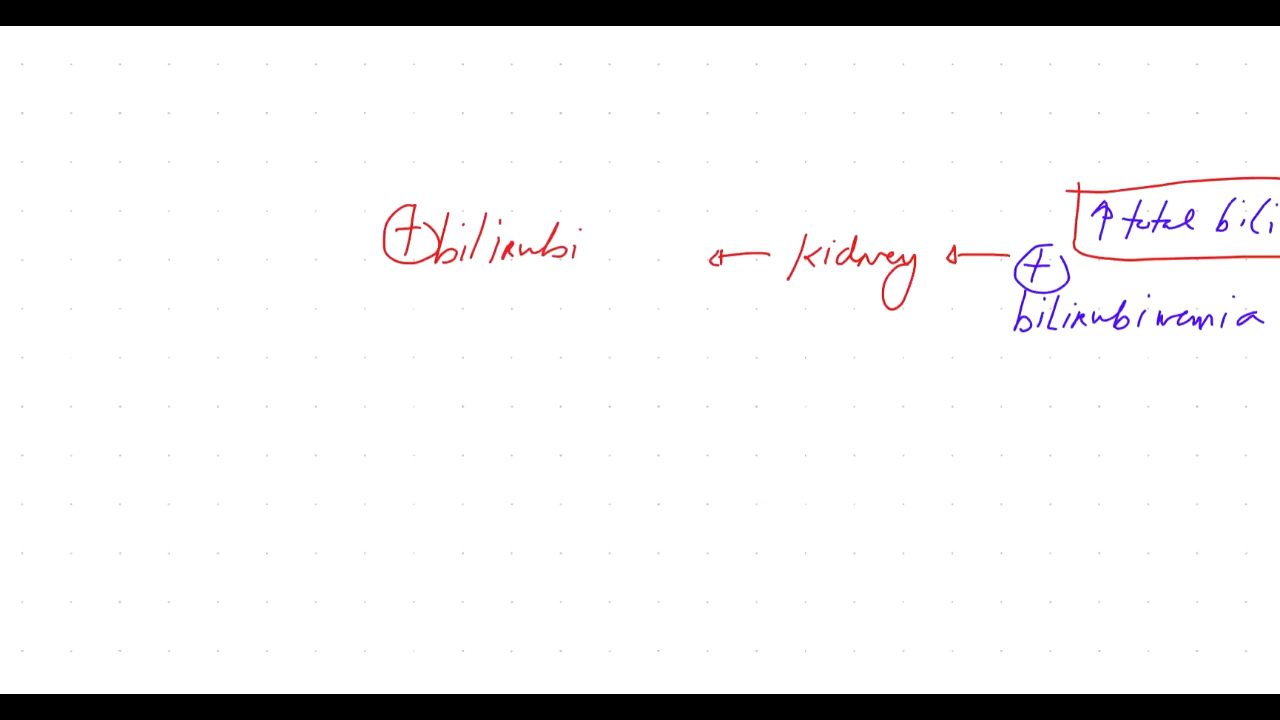 ↑ total bili
⊕ bilirubi ← kidney ← ⊕
bilirubinemia